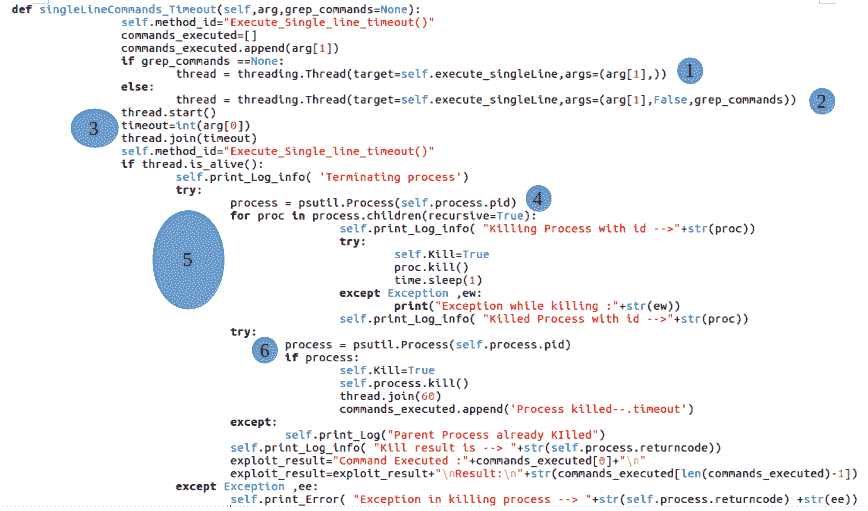 def singleLineCommands_Timeout(self,arg,grep_commands=None):
self.method_id="Execute_Single_line_timeout()"
commands_executed=[]
commands_executed.append(arg[1])
if grep_commands ==None:
thread = threading.Thread(target=self.execute_singleLine,args=(arg[1],))
1
else:
thread = threading.Thread(target=self.execute_singleLine,args=(arg[1],False,grep_commands))
2
thread.start()
3
timeout=int(arg[0])
thread.join(timeout)
self.method_id="Execute_Single_line_timeout()"
if thread.is_alive():
self.print_Log_info( 'Terminating process')
try:
process = psutil.Process(self.process.pid)
4
for proc in process.children(recursive=True):
self.print_Log_info( "Killing Process with id -->"+str(proc))
try:
5
self.Kill=True
proc.kill()
time.sleep(1)
except Exception ,ew:
print("Exception while killing :"+str(ew))
self.print_Log_info( "Killed Process with id -->"+str(proc))
try:
6
process = psutil.Process(self.process.pid)
if process:
self.Kill=True
self.process.kill()
thread.join(60)
commands_executed.append('Process killed--.timeout')
except:
self.print_Log("Parent Process already KIlled")
self.print_Log_info( "Kill result is --> "+str(self.process.returncode))
exploit_result="Command Executed :"+commands_executed[0]+"\n"
exploit_result=exploit_result+"\nResult:\n"+str(commands_executed[len(commands_executed)-1])
except Exception ,ee:
self.print_Error( "Exception in killing process --> "+str(self.process.returncode) +str(ee))